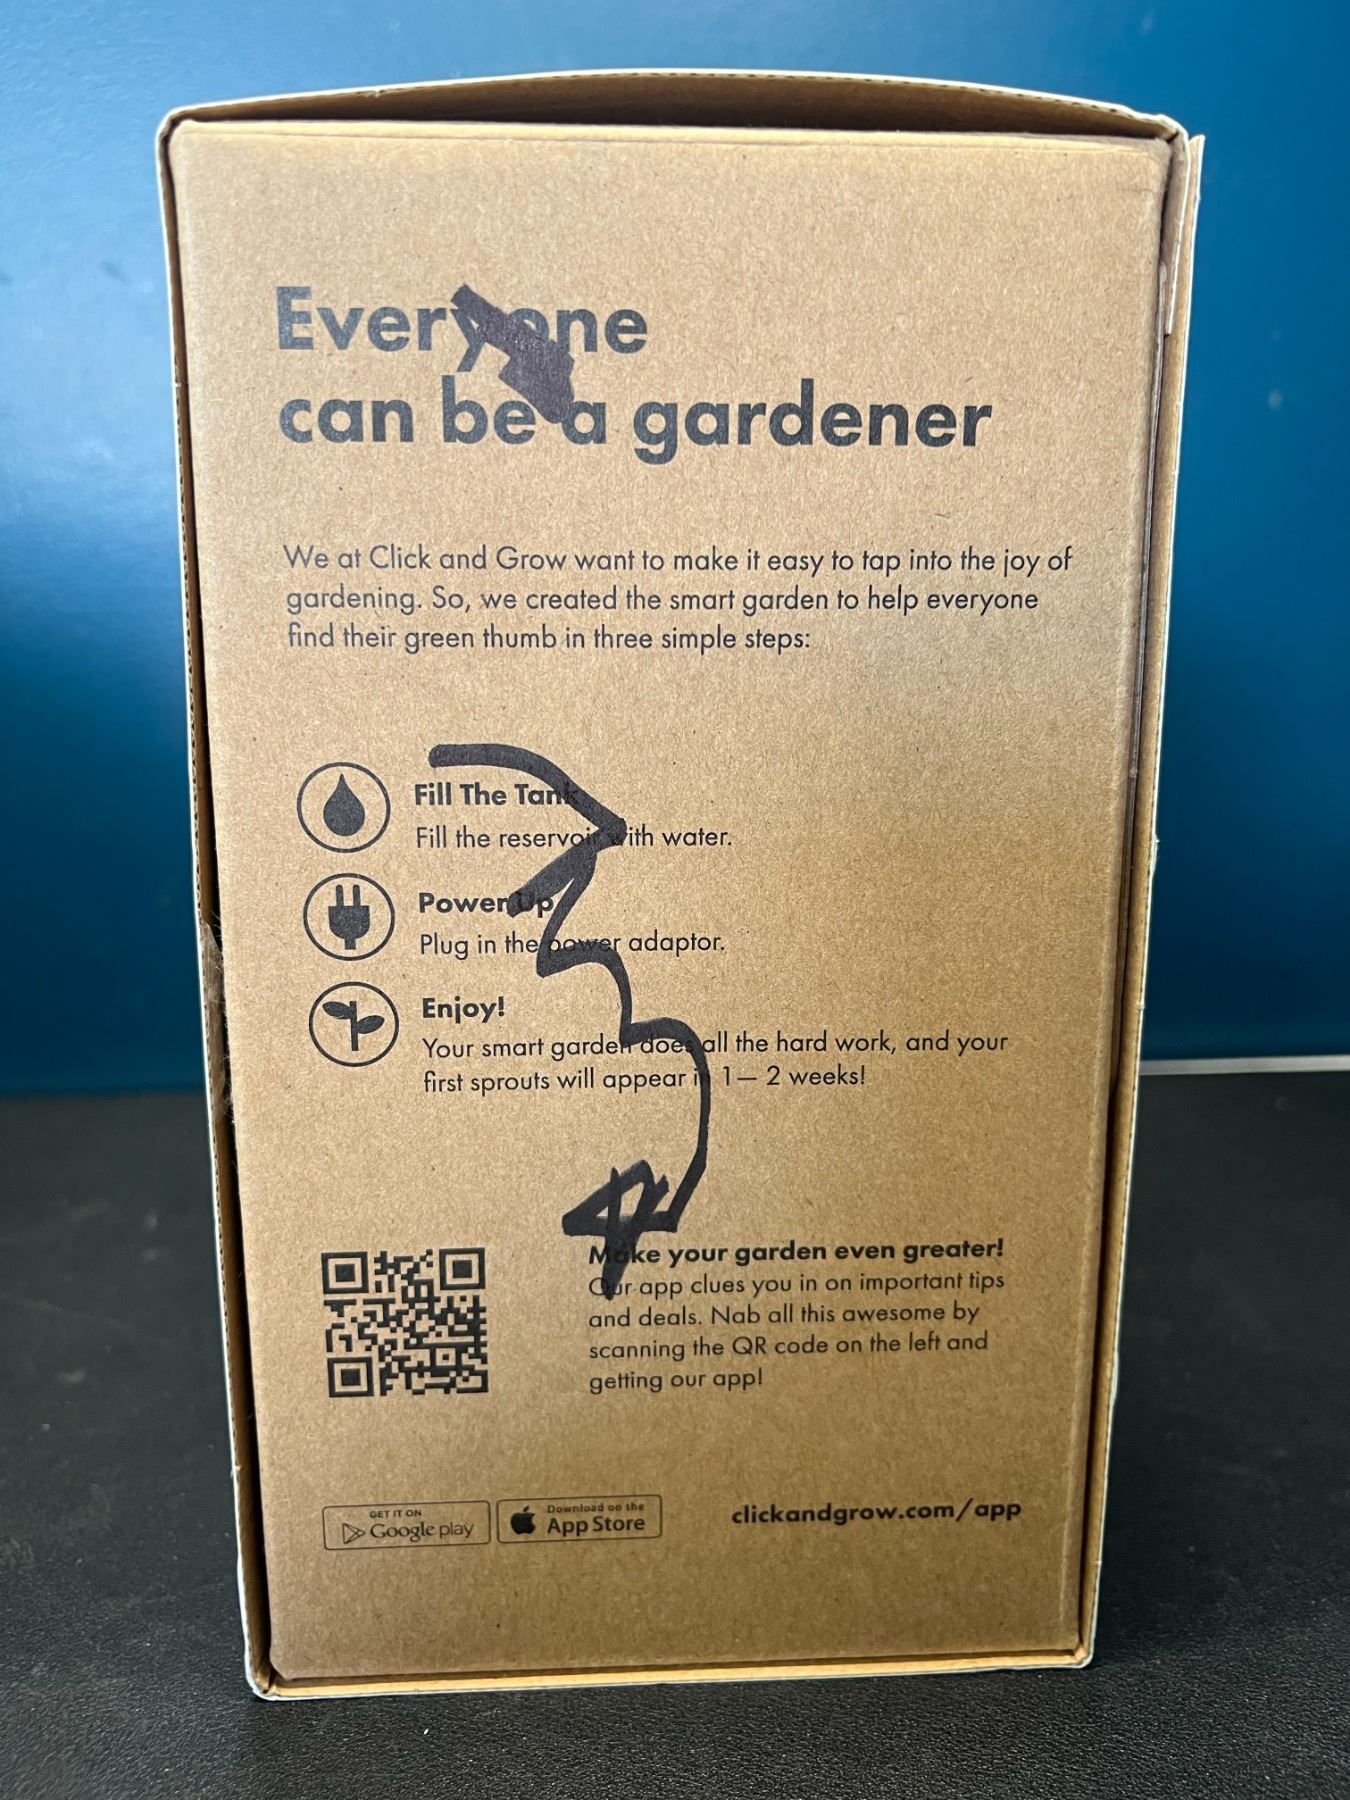 Everyone
can be a gardener
We at Click and Grow want to make it easy to tap into the joy of
gardening. So, we created the smart garden to help everyone
find their green thumb in three simple steps:
Fill The Tank
Fill the reservoir with water.
Power Up
Plug in the power adaptor.
Enjoy!
Your smart garden does all the hard work, and your
first sprouts will appear in 1— 2 weeks!
Make your garden even greater!
Our app clues you in on important tips
and deals. Nab all this awesome by
scanning the QR code on the left and
getting our app!
GET IT ON
Google play
Download on the
App Store
clickandgrow.com/app